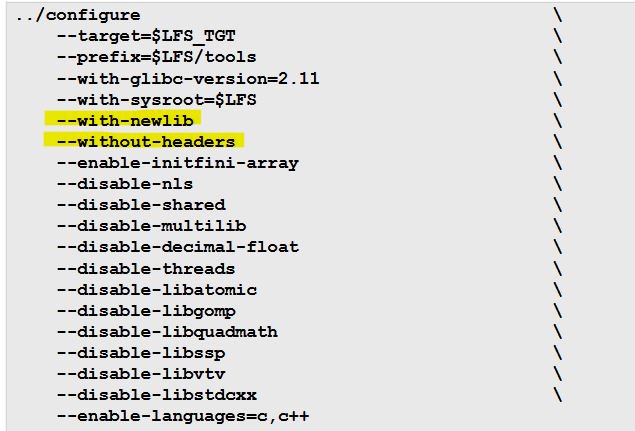 ../configure \
--target=$LFS_TGT \
--prefix=$LFS/tools \
--with-glibc-version=2.11 \
--with-sysroot=$LFS \
--with-newlib \
--without-headers \
--enable-initfini-array \
--disable-nls \
--disable-shared \
--disable-multilib \
--disable-decimal-float \
--disable-threads \
--disable-libatomic \
--disable-libgomp \
--disable-libquadmath \
--disable-libssp \
--disable-libvtv \
--disable-libstdcxx \
--enable-languages=c,c++